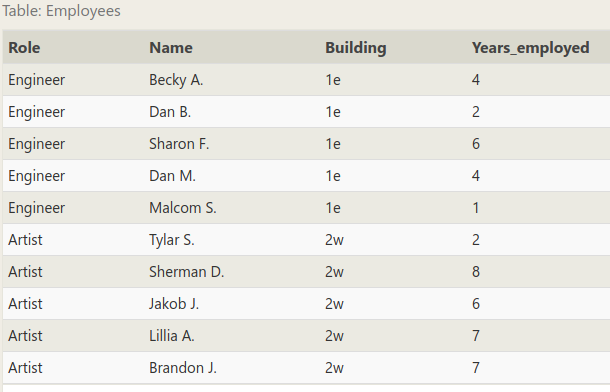 Table: Employees
Role Name Building Years_employed
Engineer Becky A. 1e 4
Engineer Dan B. 1e 2
Engineer Sharon F. 1e 6
Engineer Dan M. 1e 4
Engineer Malcom S. 1e 1
Artist Tylar S. 2w 2
Artist Sherman D. 2w 8
Artist Jakob J. 2w 6
Artist Lillia A. 2w 7
Artist Brandon J. 2w 7